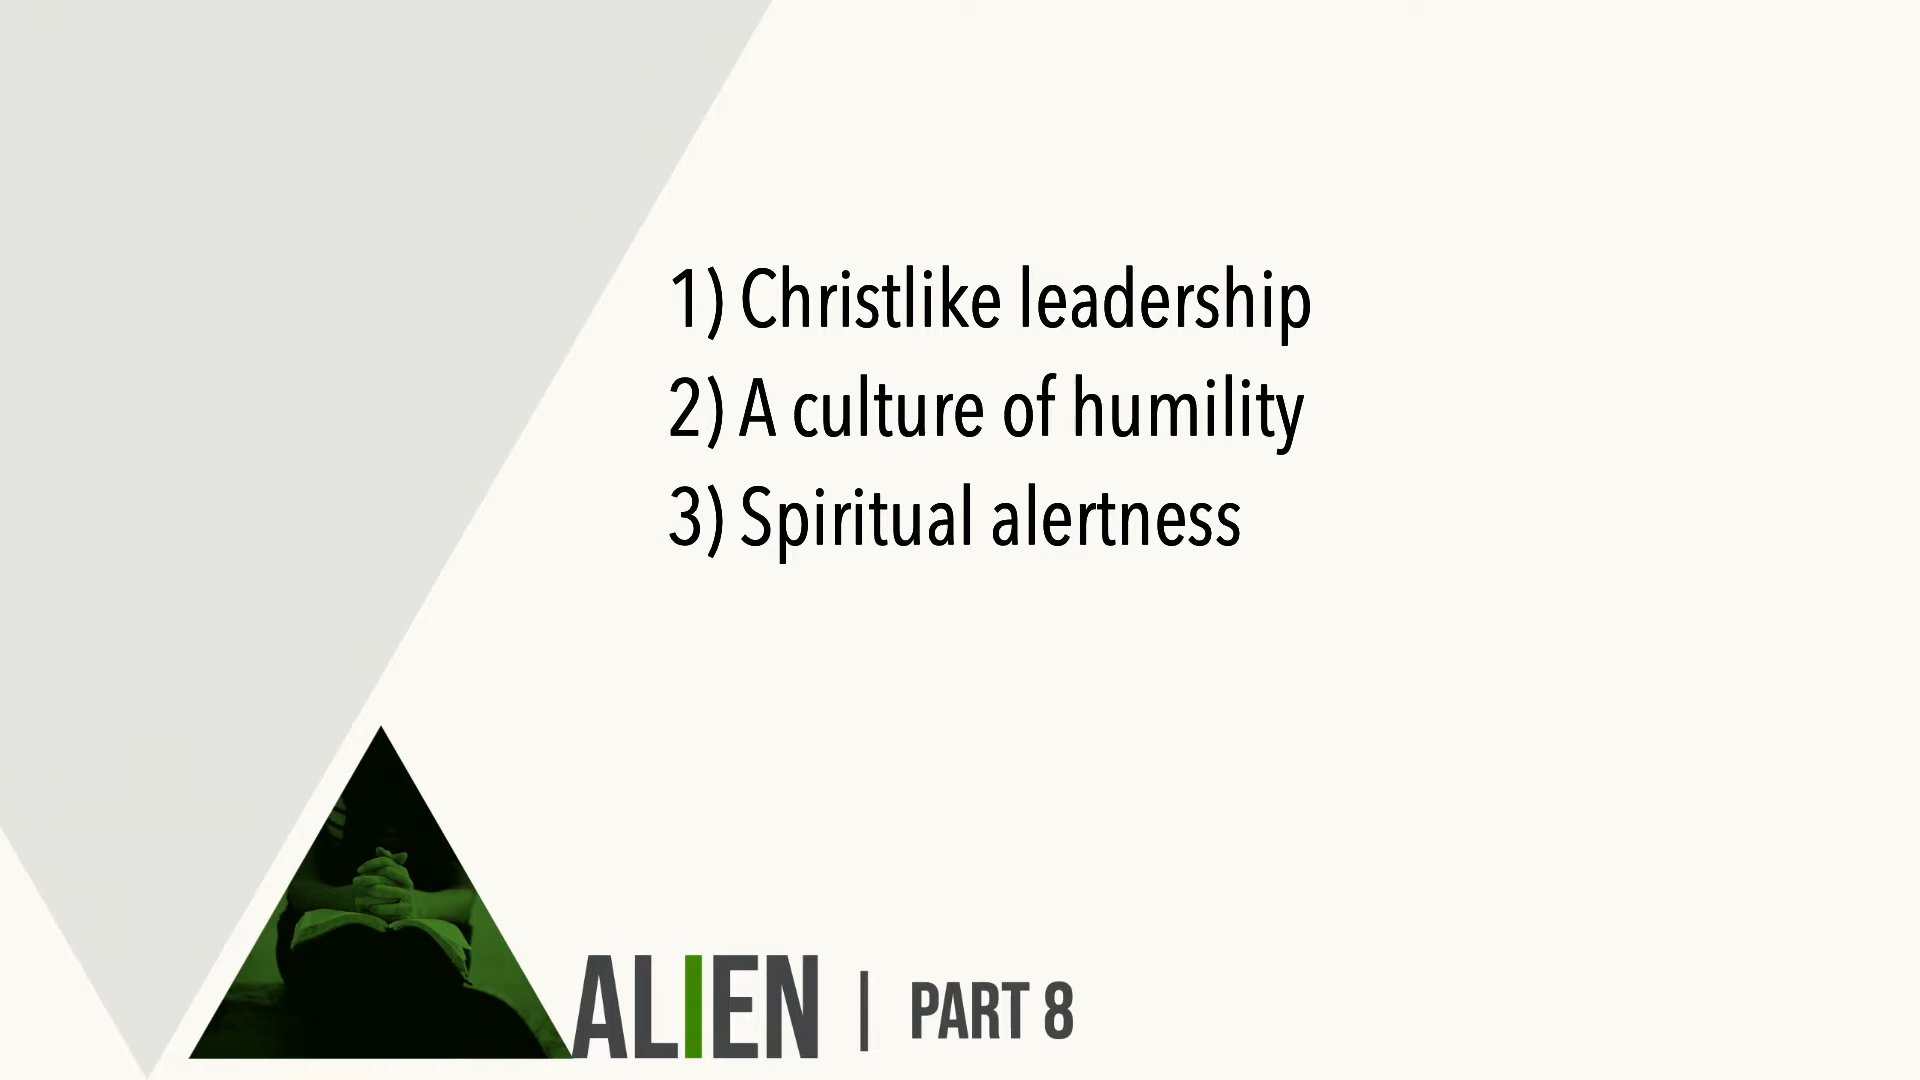 1) Christlike leadership
2) A culture of humility
3) Spiritual alertness
ALIEN | PART 8